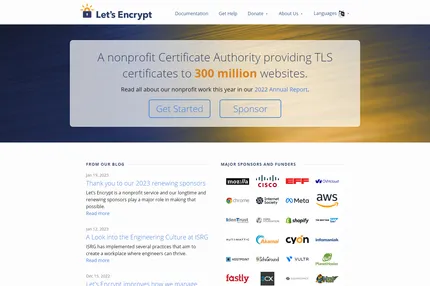 Let's Encrypt
Documentation Get Help Donate About Us Languages
A nonprofit Certificate Authority providing TLS
certificates to 300 million websites.
Read all about our nonprofit work this year in our 2022 Annual Report.
Get Started Sponsor
FROM OUR BLOG
Jan 19, 2023
Thank you to our 2023 renewing sponsors
Let's Encrypt is a nonprofit service and our longtime and
renewing sponsors play a major role in making that
possible.
Read more
Jan 12, 2023
A Look into the Engineering Culture at ISRG
ISRG has implemented several practices that aim to
create a workplace where engineers can thrive.
Read more
Dec 15, 2022
Let's Encrypt improves how we manage
MAJOR SPONSORS AND FUNDERS
mozilla CISCO EFF OVHcloud
chrome Internet Society Meta aws
shopify
AUTOMATTIC Akamai cyon infomaniak
HOSTPOINT SiteGround VULTR PlanetHoster
fastly